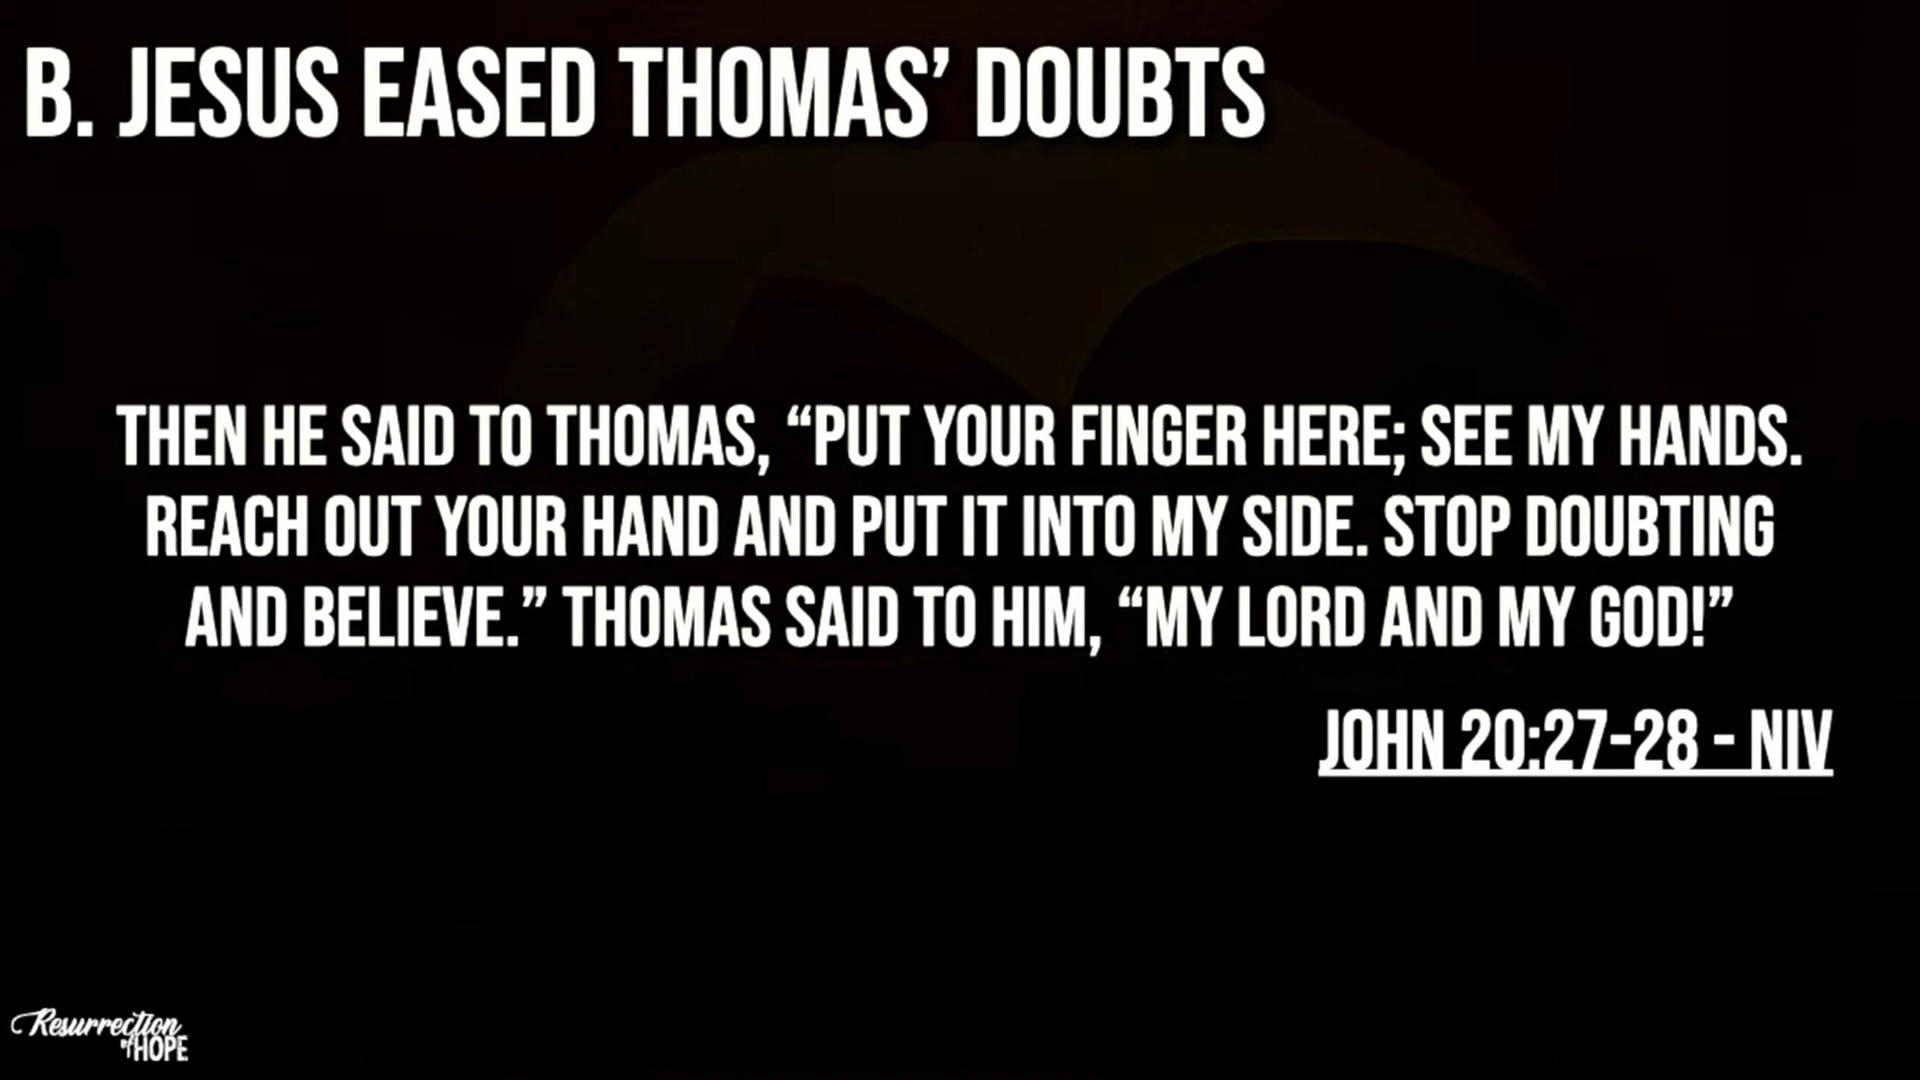 B. JESUS EASED THOMAS’ DOUBTS
THEN HE SAID TO THOMAS, “PUT YOUR FINGER HERE; SEE MY HANDS.
REACH OUT YOUR HAND AND PUT IT INTO MY SIDE. STOP DOUBTING
AND BELIEVE.” THOMAS SAID TO HIM, “MY LORD AND MY GOD!”
JOHN 20:27-28 - NIV
Resurrection
of HOPE